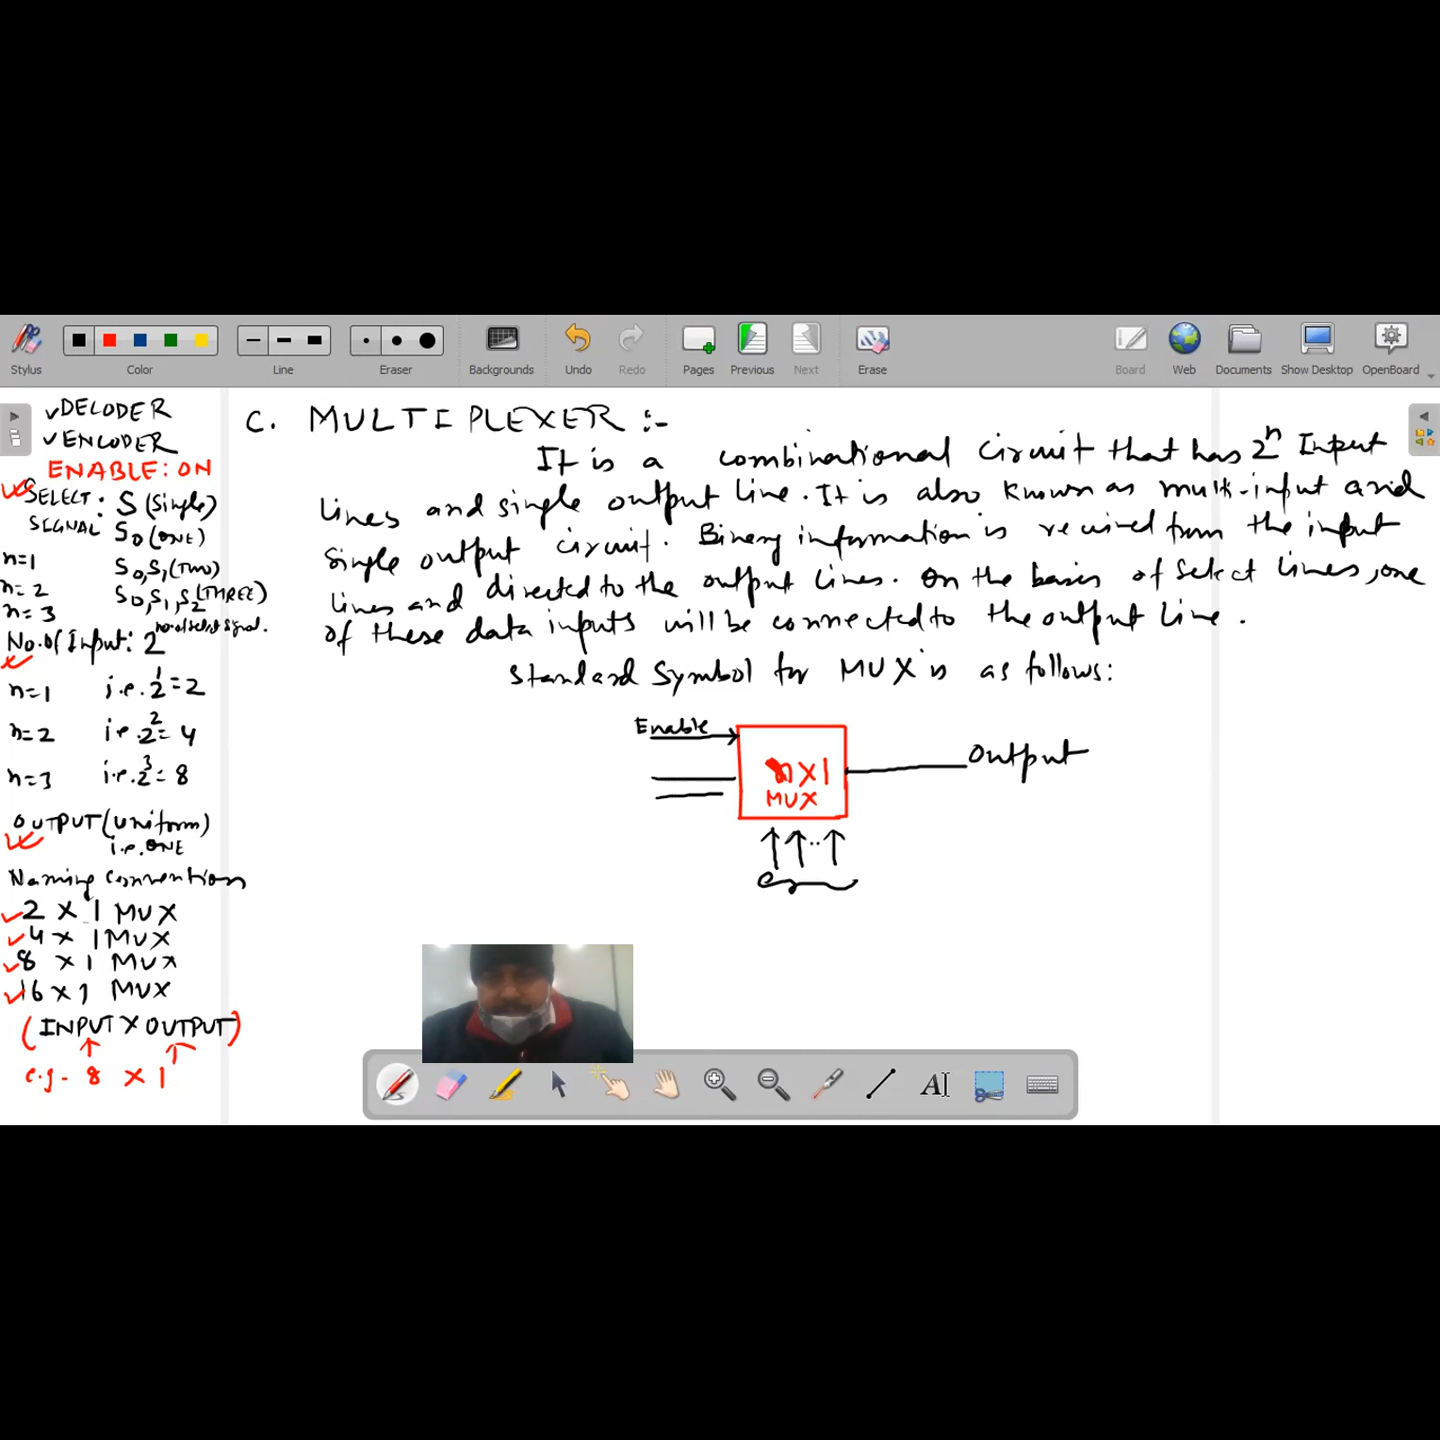 Stylus
Color
Line
Eraser
Backgrounds
Undo
Redo
Pages
Previous
Next
Erase
Board
Web
Documents
Show Desktop
OpenBoard
✓DECODER
✓ENCODER
ENABLE: ON
SELECT : S (Single)
SIGNAL S0 (ONE)
n=1 S0,S1 (TWO)
n=2 S0,S1,S2 (THREE)
n=3
no. of select signal.
No. of Input: 2
n=1 i.e. 2^1 = 2
n=2 i.e. 2^2 = 4
n=3 i.e. 2^3 = 8
OUTPUT (Uniform)
i.e. ONE
Naming Convention
✓2 X 1 MUX
✓4 X 1 MUX
✓8 X 1 MUX
✓16 X 1 MUX
(INPUT X OUTPUT)
e.g. 8 X 1
C. MULTIPLEXER :-
It is a combinational circuit that has 2^n Input
lines and single output line. It is also known as multi-input and
single output circuit. Binary information is received from the input
lines and directed to the output lines. On the basis of select lines, one
of these data inputs will be connected to the output line.
Standard Symbol for MUX is as follows:
Enable
n X 1
MUX
Output
AI